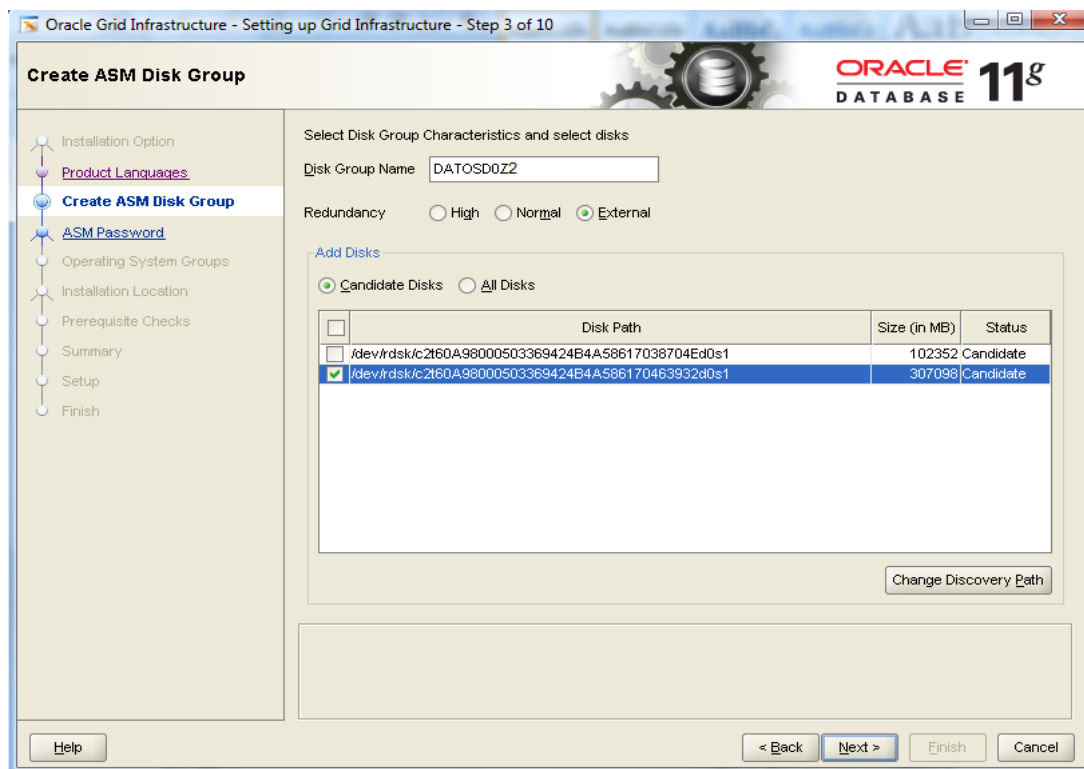 Oracle Grid Infrastructure - Setting up Grid Infrastructure - Step 3 of 10
Create ASM Disk Group
ORACLE
DATABASE
11g
Installation Option
Product Languages
Create ASM Disk Group
ASM Password
Operating System Groups
Installation Location
Prerequisite Checks
Summary
Setup
Finish
Select Disk Group Characteristics and select disks
Disk Group Name DATOSD0Z2
Redundancy High Normal External
Add Disks
Candidate Disks All Disks
Disk Path Size (in MB) Status
/dev/rdsk/c2t60A98000503369424B4A58617038704Ed0s1 102352 Candidate
/dev/rdsk/c2t60A98000503369424B4A586170463932d0s1 307098 Candidate
Change Discovery Path
Help < Back Next > Finish Cancel